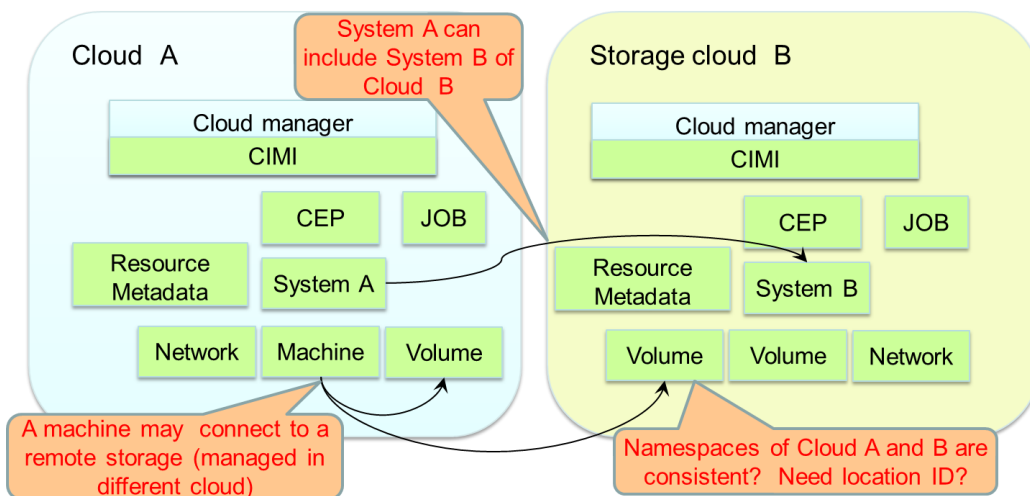 Cloud A
System A can
include System B of
Cloud B
Storage cloud B
Cloud manager
CIMI
CEP
JOB
Resource
Metadata
System A
Network
Machine
Volume
Cloud manager
CIMI
CEP
JOB
Resource
Metadata
System B
Volume
Volume
Network
A machine may connect to a
remote storage (managed in
different cloud)
Namespaces of Cloud A and B are
consistent? Need location ID?